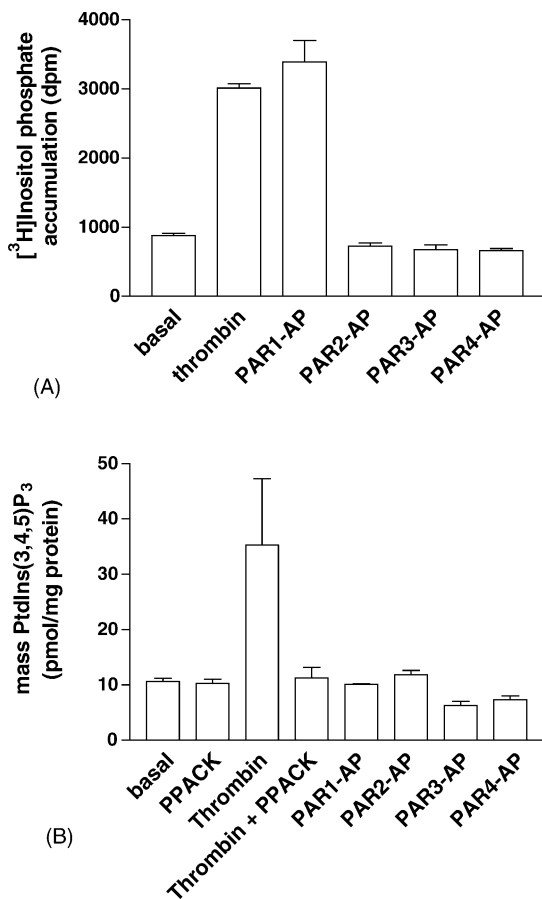 [³H]Inositol phosphate
accumulation (dpm)
4000
3000
2000
1000
0
basal
thrombin
PAR1-AP
PAR2-AP
PAR3-AP
PAR4-AP
(A)
mass PtdIns(3,4,5)P₃
(pmol/mg protein)
50
40
30
20
10
0
basal
PPACK
Thrombin
Thrombin + PPACK
PAR1-AP
PAR2-AP
PAR3-AP
PAR4-AP
(B)